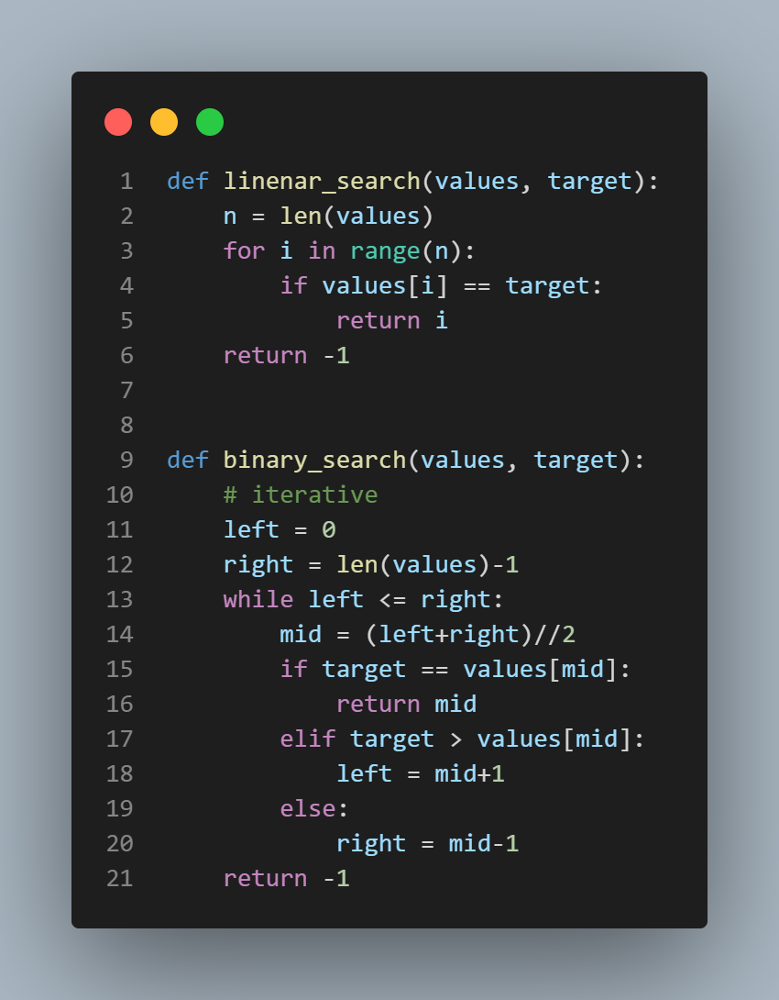 1 def linenar_search(values, target):
2     n = len(values)
3     for i in range(n):
4         if values[i] == target:
5             return i
6     return -1
7
8
9 def binary_search(values, target):
10     # iterative
11     left = 0
12     right = len(values)-1
13     while left <= right:
14         mid = (left+right)//2
15         if target == values[mid]:
16             return mid
17         elif target > values[mid]:
18             left = mid+1
19         else:
20             right = mid-1
21     return -1